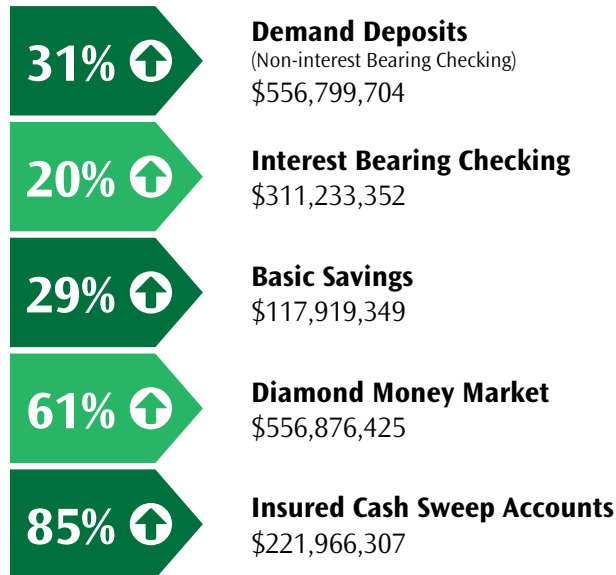 31%
Demand Deposits
(Non-interest Bearing Checking)
$556,799,704
20%
Interest Bearing Checking
$311,233,352
29%
Basic Savings
$117,919,349
61%
Diamond Money Market
$556,876,425
85%
Insured Cash Sweep Accounts
$221,966,307